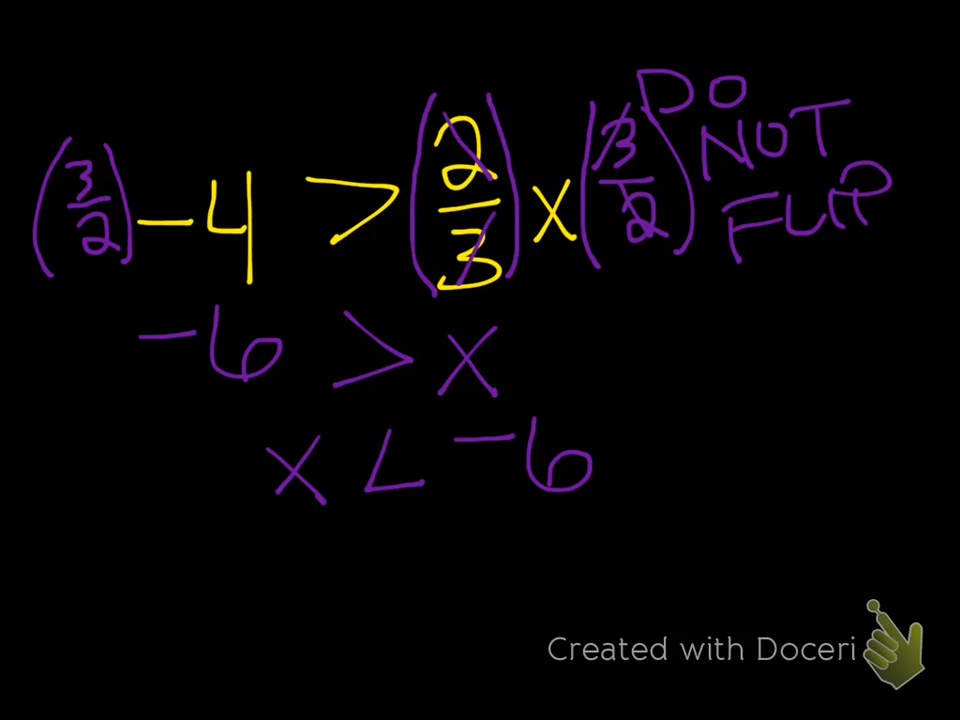 (3/2) -4 > (2/3) x (3/2) DO NOT FLIP
-6 > x
x < -6
Created with Doceri